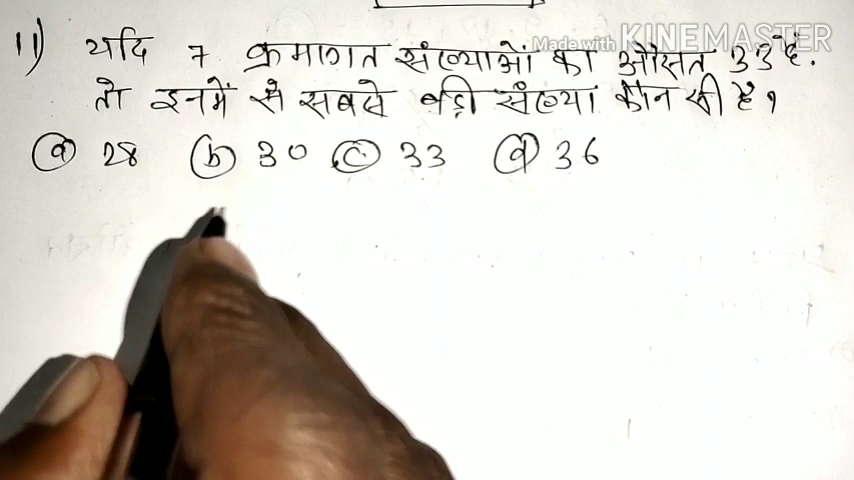 Made with KINEMASTER
11) यदि 7 क्रमागत संख्याओं का औसत 33 है.
तो इनमें से सबसे बड़ी संख्या कौन सी है ?
(a) 28 (b) 30 (c) 33 (d) 36